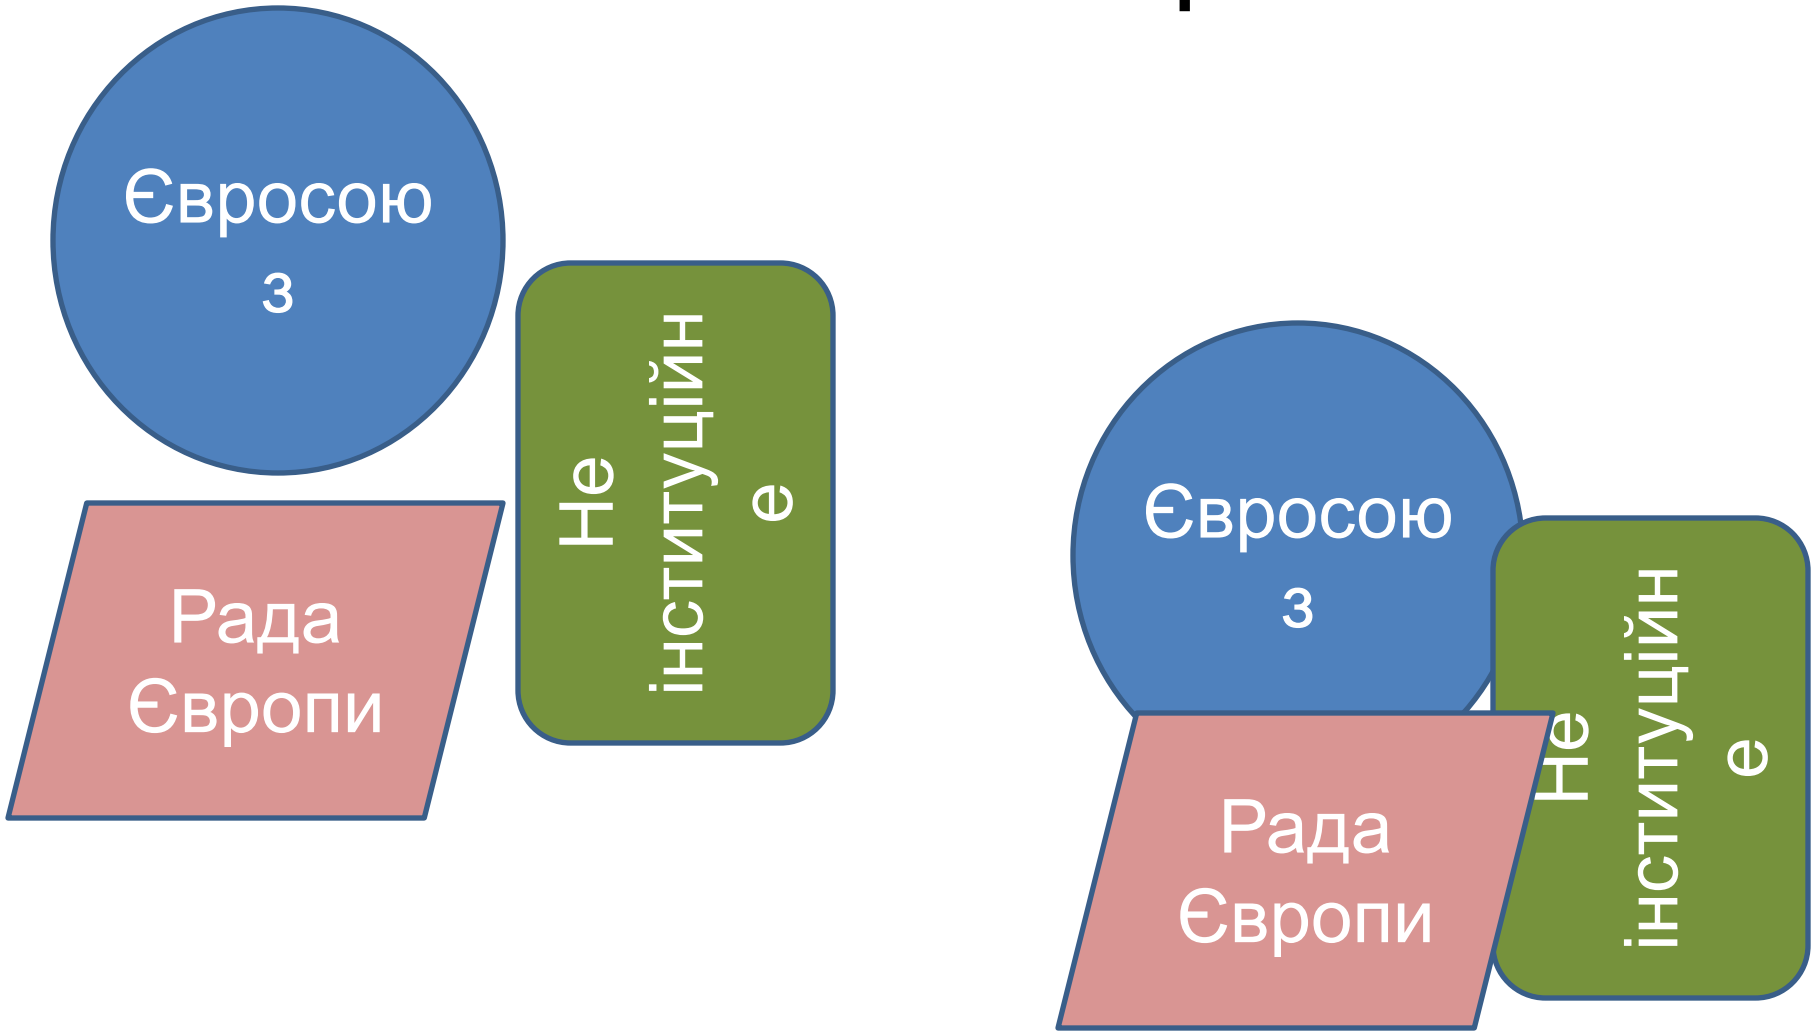 Євросою
з
Рада
Європи
Не
інституційн
е
Євросою
з
Рада
Європи
Не
інституційн
е